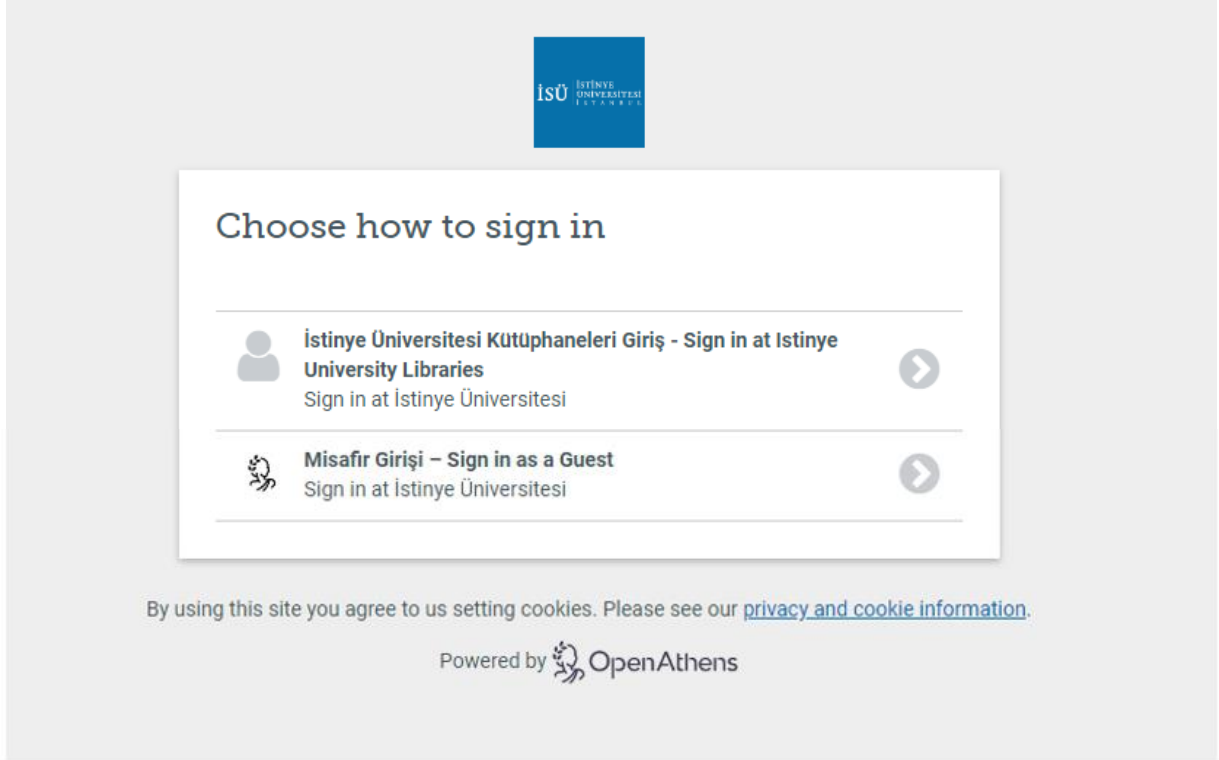 İSÜ İSTİNYE
ÜNİVERSİTESİ
İSTANBUL
Choose how to sign in
İstinye Üniversitesi Kütüphaneleri Giriş - Sign in at Istinye
University Libraries
Sign in at İstinye Üniversitesi
Misafir Girişi – Sign in as a Guest
Sign in at İstinye Üniversitesi
By using this site you agree to us setting cookies. Please see our privacy and cookie information.
Powered by OpenAthens